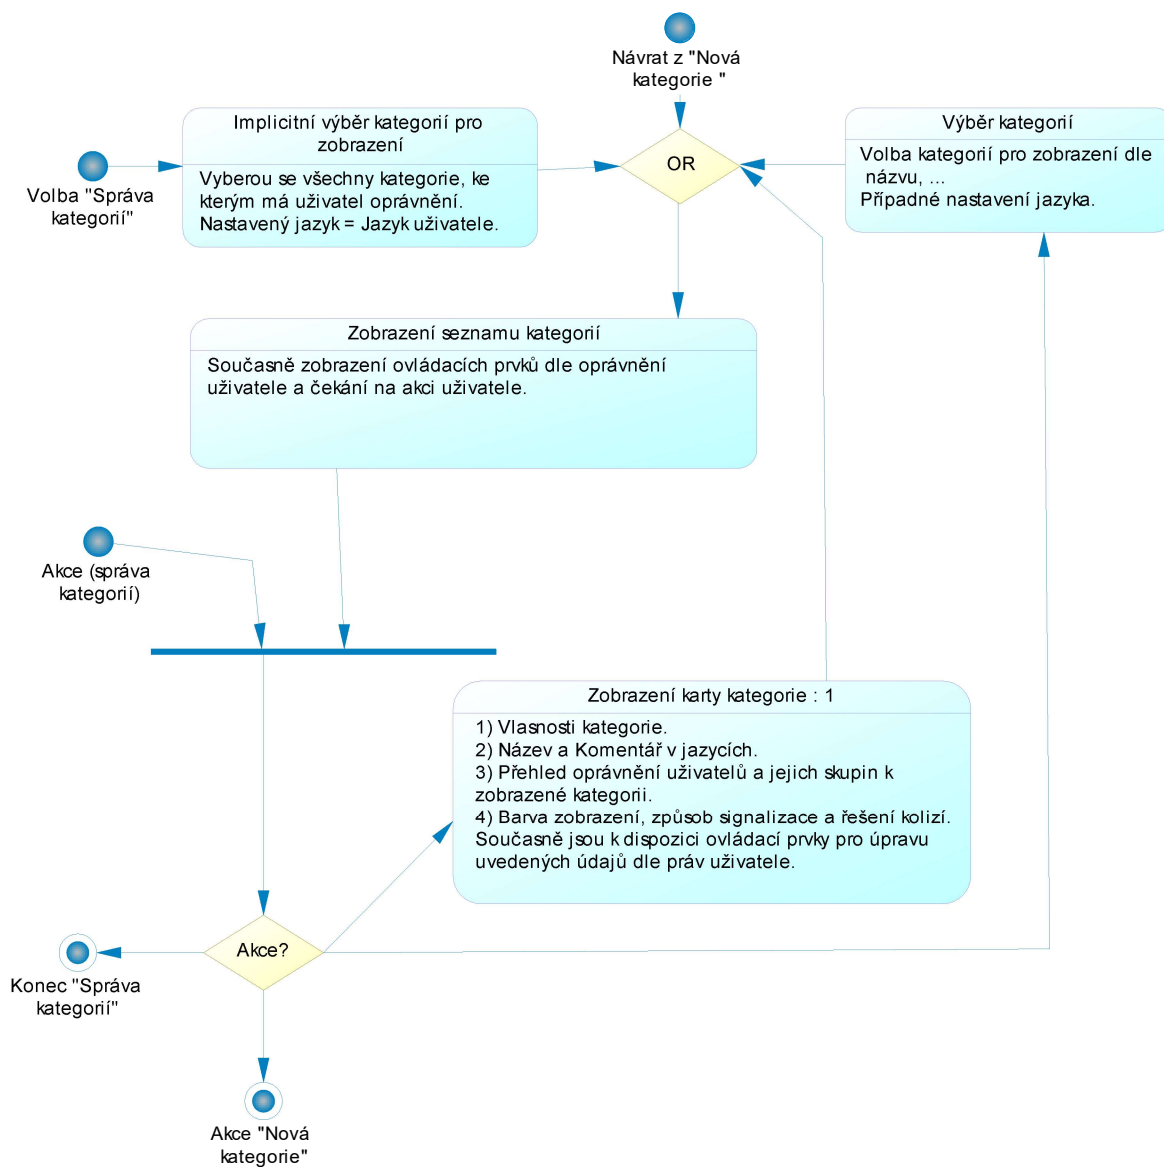 Návrat z "Nová
kategorie "
Implicitní výběr kategorií pro
zobrazení
Vyberou se všechny kategorie, ke
kterým má uživatel oprávnění.
Nastavený jazyk = Jazyk uživatele.
OR
Výběr kategorií
Volba kategorií pro zobrazení dle
názvu, ...
Případné nastavení jazyka.
Volba "Správa
kategorií"
Zobrazení seznamu kategorií
Současně zobrazení ovládacích prvků dle oprávnění
uživatele a čekání na akci uživatele.
Akce (správa
kategorií)
Zobrazení karty kategorie : 1
1) Vlasnosti kategorie.
2) Název a Komentář v jazycích.
3) Přehled oprávnění uživatelů a jejich skupin k
zobrazené kategorii.
4) Barva zobrazení, způsob signalizace a řešení kolizí.
Současně jsou k dispozici ovládací prvky pro úpravu
uvedených údajů dle práv uživatele.
Akce?
Konec "Správa
kategorií"
Akce "Nová
kategorie"